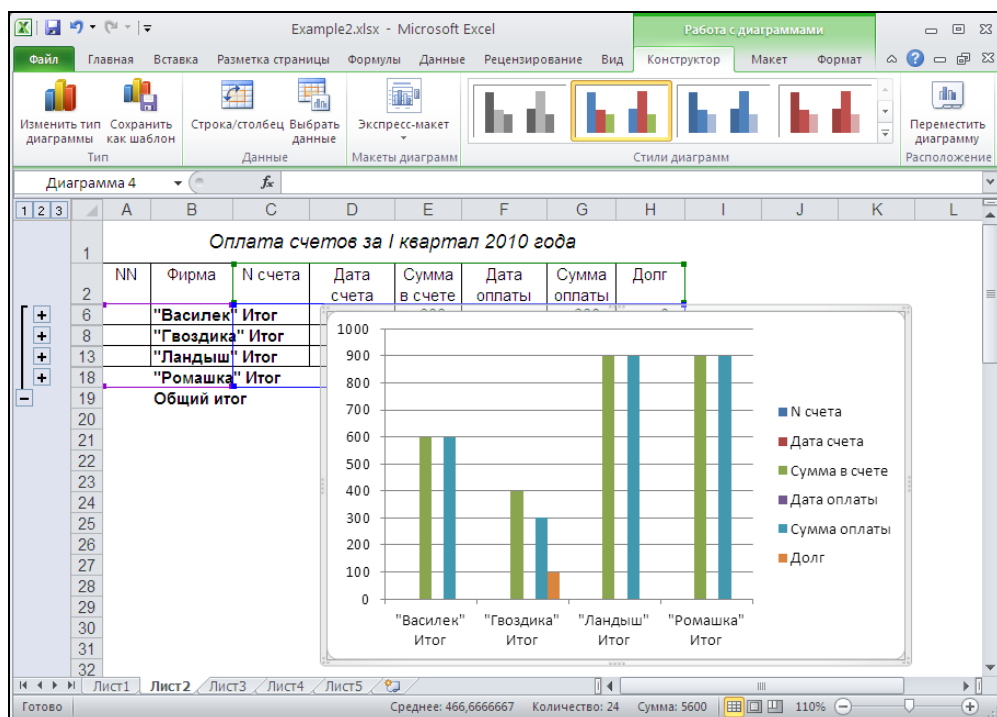 Example2.xlsx - Microsoft Excel
Работа с диаграммами
Файл Главная Вставка Разметка страницы Формулы Данные Рецензирование Вид Конструктор Макет Формат
Изменить тип диаграммы
Сохранить как шаблон
Строка/столбец
Выбрать данные
Экспресс-макет
Переместить диаграмму
Тип Данные Макеты диаграмм Стили диаграмм Расположение
Диаграмма 4 fx
1 2 3 A B C D E F G H I J K L
1 Оплата счетов за I квартал 2010 года
2 NN Фирма N счета Дата счета Сумма в счете Дата оплаты Сумма оплаты Долг
6 "Василек" Итог
8 "Гвоздика" Итог
13 "Ландыш" Итог
18 "Ромашка" Итог
19 Общий итог
20
21
22
23
24
25
26
27
28
29
30
31
32
1000
900
800
700
600
500
400
300
200
100
0
"Василек" Итог
"Гвоздика" Итог
"Ландыш" Итог
"Ромашка" Итог
N счета
Дата счета
Сумма в счете
Дата оплаты
Сумма оплаты
Долг
Лист1 Лист2 Лист3 Лист4 Лист5
Готово Среднее: 466,6666667 Количество: 24 Сумма: 5600 110%